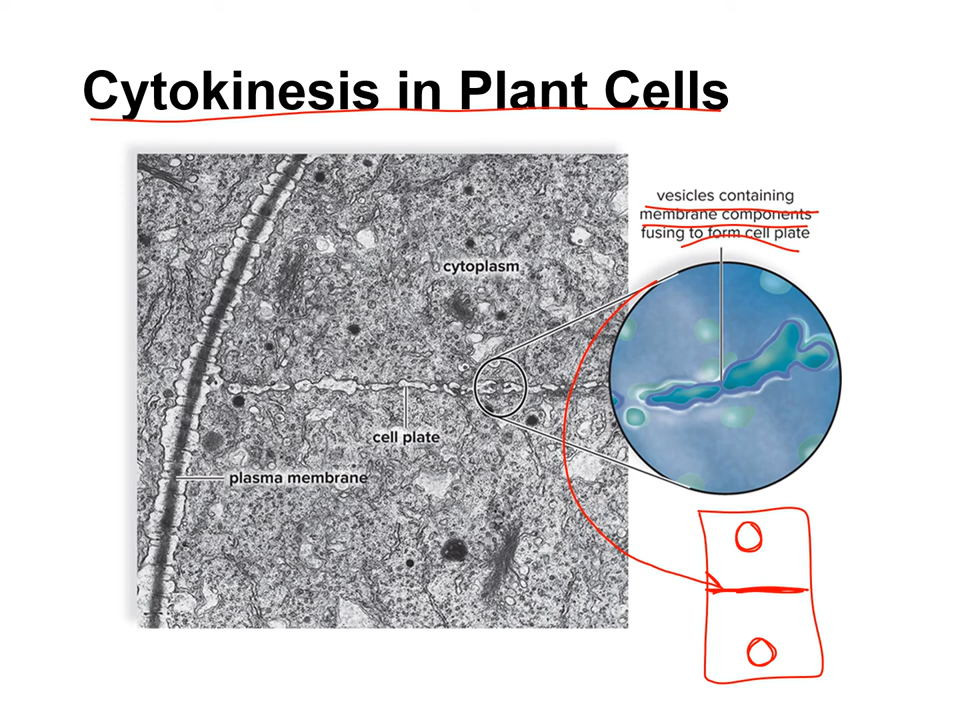 Cytokinesis in Plant Cells
vesicles containing
membrane components
fusing to form cell plate
cytoplasm
cell plate
plasma membrane